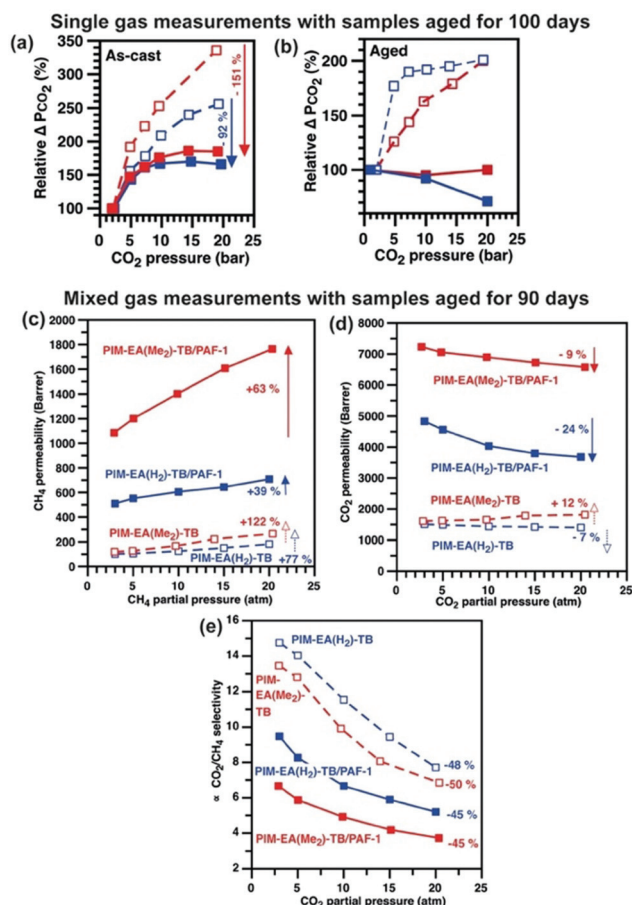 Single gas measurements with samples aged for 100 days
(a)
As-cast
350
300
250
200
150
100
Relative Δ PCO2 (%)
- 151 %
92 %
0 5 10 15 20 25
CO2 pressure (bar)
(b)
Aged
200
100
Relative Δ PCO2 (%)
0 5 10 15 20 25
CO2 pressure (bar)
Mixed gas measurements with samples aged for 90 days
(c)
2000
1800
1600
1400
1200
1000
800
600
400
200
0
CH4 permeability (Barrer)
PIM-EA(Me2)-TB/PAF-1
+63 %
PIM-EA(H2)-TB/PAF-1
+39 %
PIM-EA(Me2)-TB
+122 %
PIM-EA(H2)-TB
+77 %
0 5 10 15 20 25
CH4 partial pressure (atm)
(d)
8000
7000
6000
5000
4000
3000
2000
1000
0
CO2 permeability (Barrer)
- 9 %
PIM-EA(Me2)-TB/PAF-1
- 24 %
PIM-EA(H2)-TB/PAF-1
PIM-EA(Me2)-TB
+ 12 %
PIM-EA(H2)-TB
- 7 %
0 5 10 15 20 25
CO2 partial pressure (atm)
(e)
16
14
12
10
8
6
4
2
∝ CO2/CH4 selectivity
PIM-EA(H2)-TB
PIM-
EA(Me2)-
TB
-48 %
-50 %
PIM-EA(H2)-TB/PAF-1
-45 %
PIM-EA(Me2)-TB/PAF-1
-45 %
0 5 10 15 20 25
CO2 partial pressure (atm)